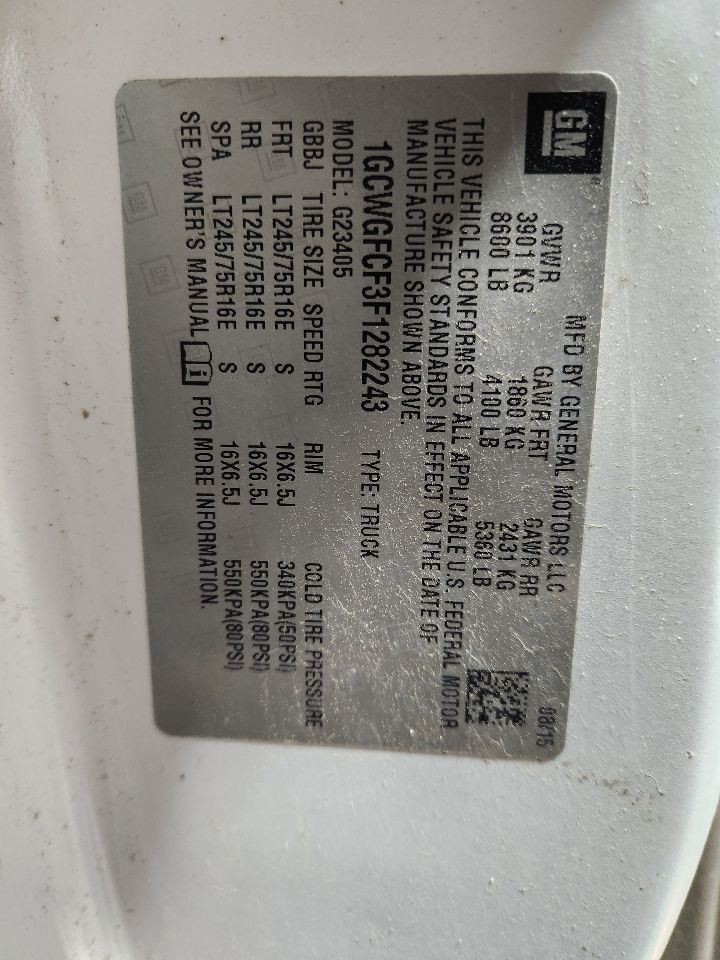 GM
MFD BY GENERAL MOTORS LLC 08/15
GVWR GAWR FRT GAWR RR
3901 KG 1860 KG 2431 KG
8600 LB 4100 LB 5360 LB
THIS VEHICLE CONFORMS TO ALL APPLICABLE U.S. FEDERAL MOTOR
VEHICLE SAFETY STANDARDS IN EFFECT ON THE DATE OF
MANUFACTURE SHOWN ABOVE.
1GCWGFCF3F1282243 TYPE: TRUCK
MODEL: G23405
GBBJ TIRE SIZE SPEED RTG RIM COLD TIRE PRESSURE
FRT LT245/75R16E S 16X6.5J 340KPA(50PSI)
RR LT245/75R16E S 16X6.5J 550KPA(80PSI)
SPA LT245/75R16E S 16X6.5J 550KPA(80PSI)
SEE OWNER'S MANUAL i FOR MORE INFORMATION.